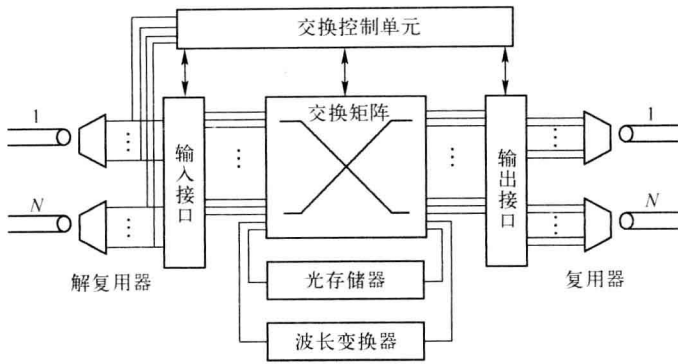 交换控制单元
交换矩阵
1
1
输入接口
输出接口
N
N
解复用器
复用器
光存储器
波长变换器